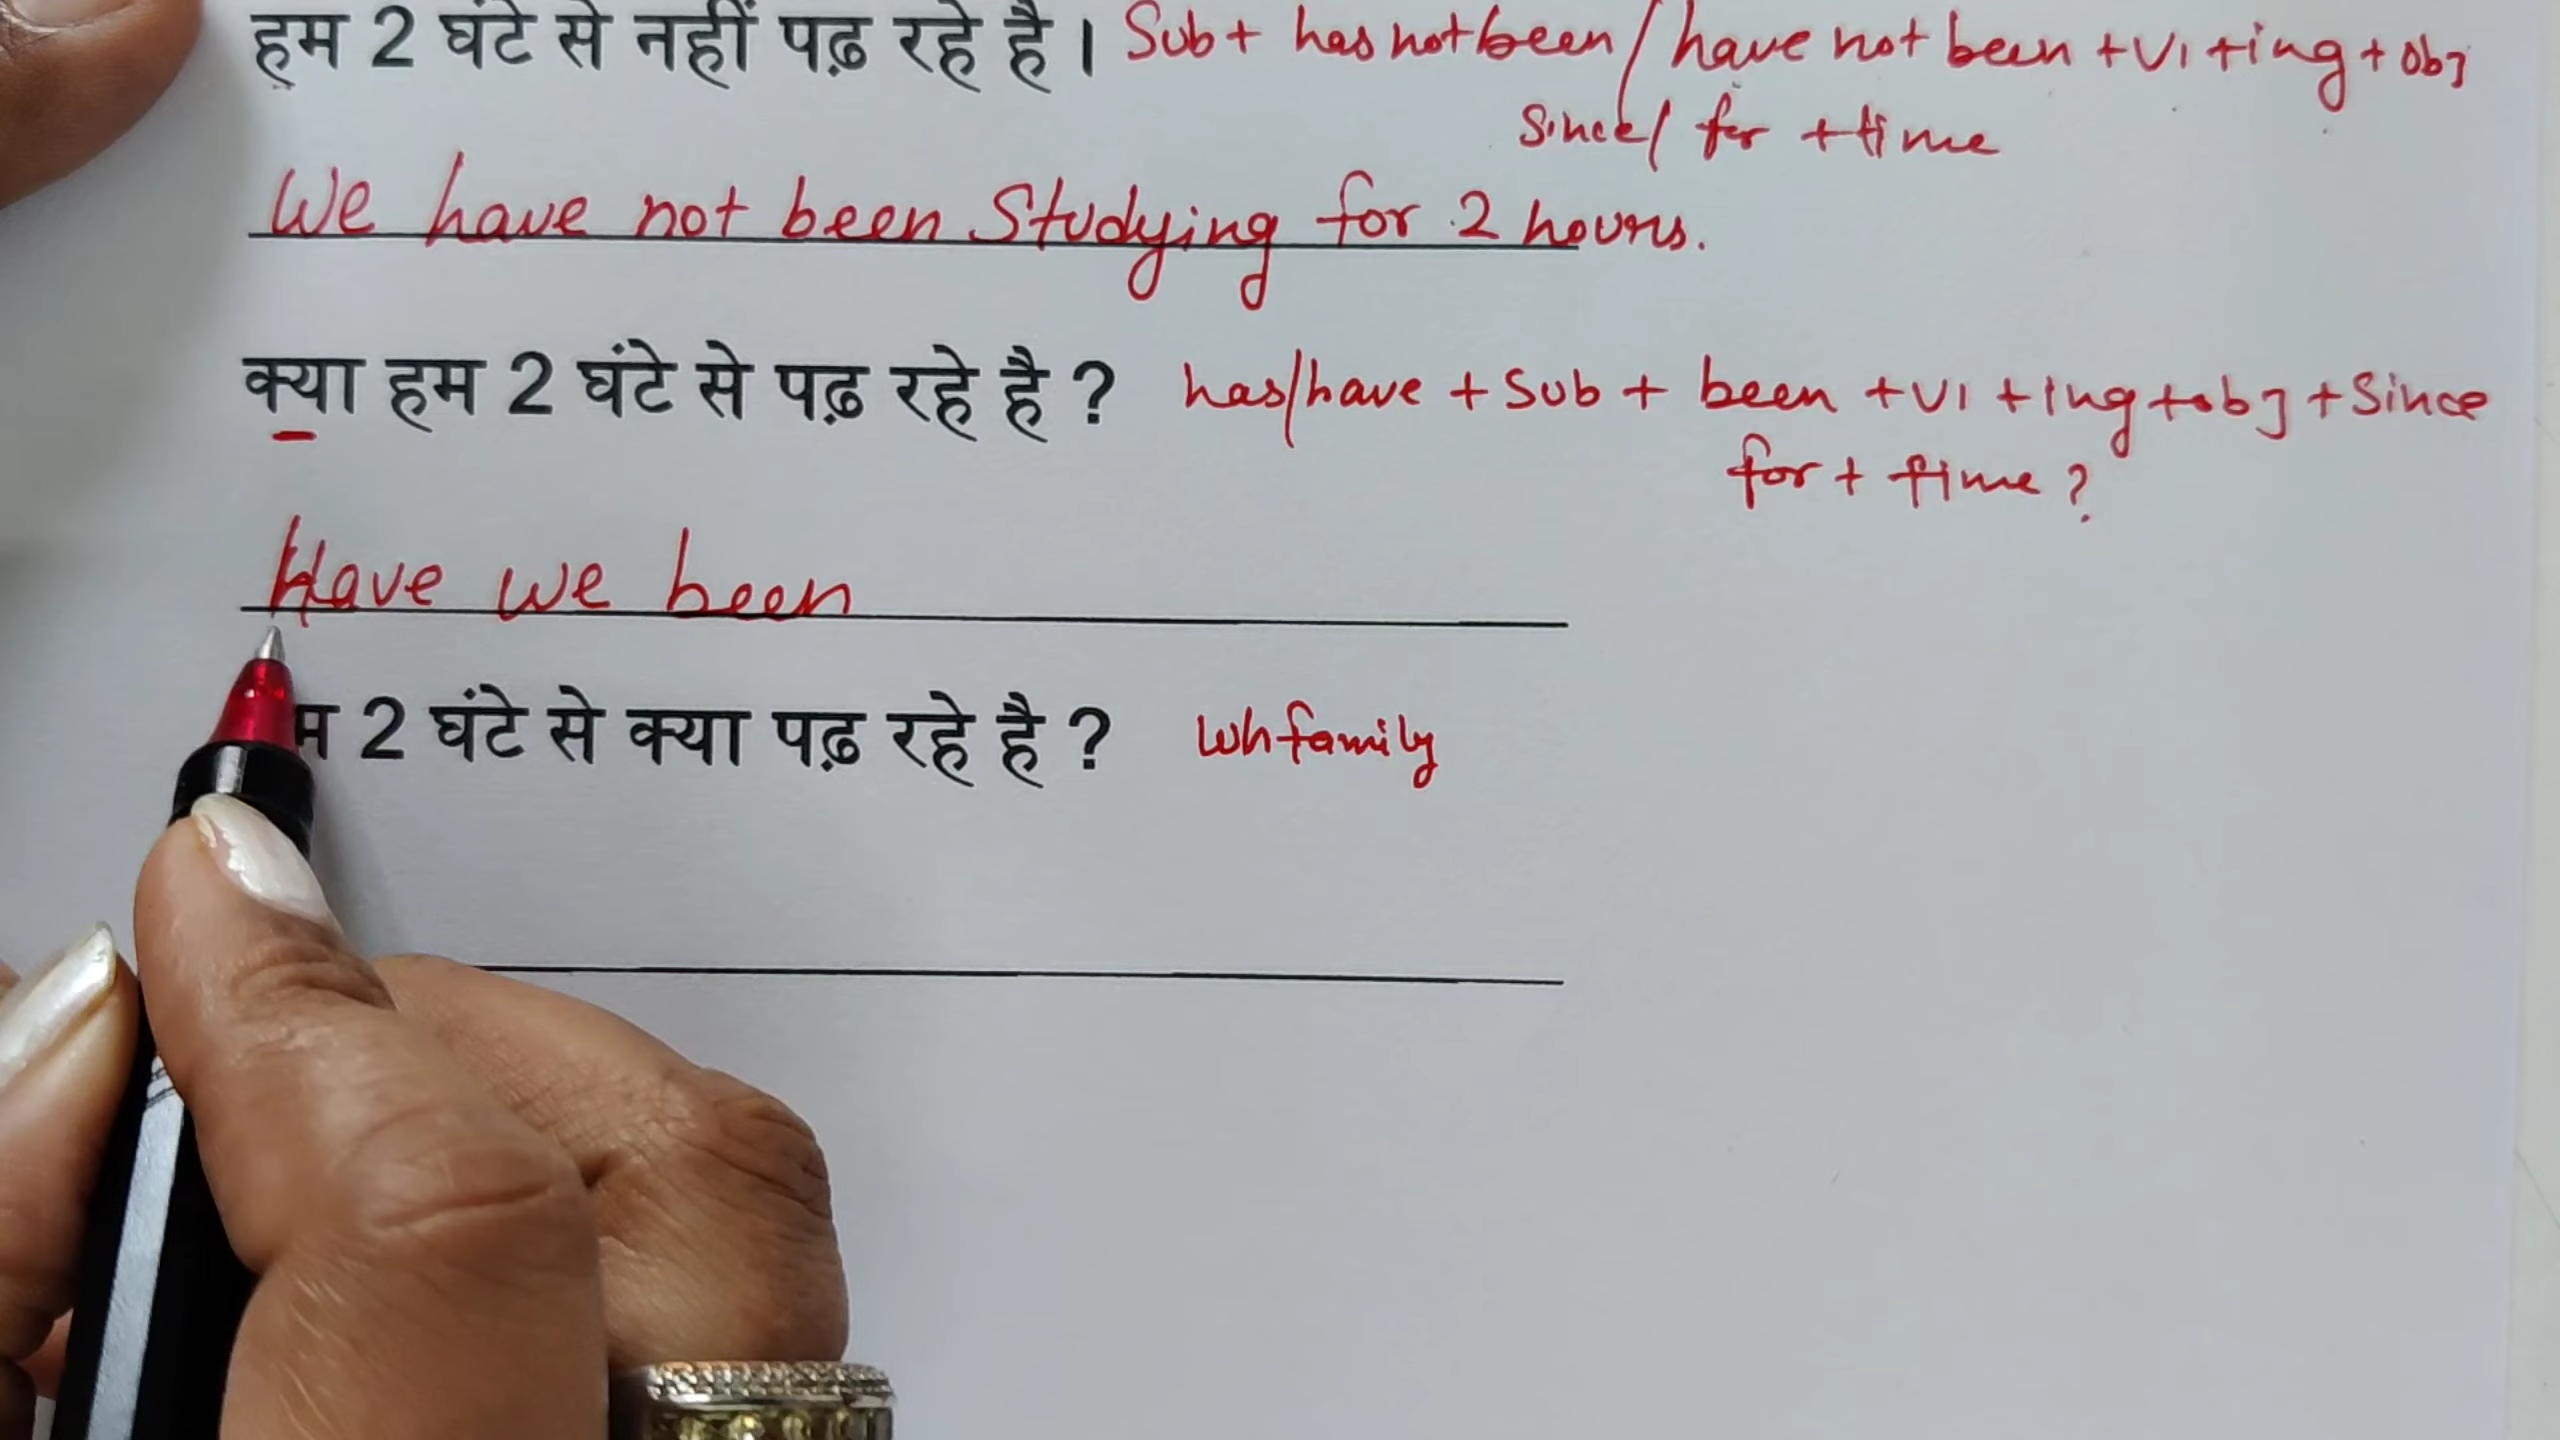 हम 2 घंटे से नहीं पढ़ रहे है । Sub + has not been / have not been + V1 + ing + obj
Since / for + time
We have not been Studying for 2 hours.
क्या हम 2 घंटे से पढ़ रहे है ? has/have + Sub + been + V1 + ing + obj + Since
for + time ?
Have we been
म 2 घंटे से क्या पढ़ रहे है ? Wh family